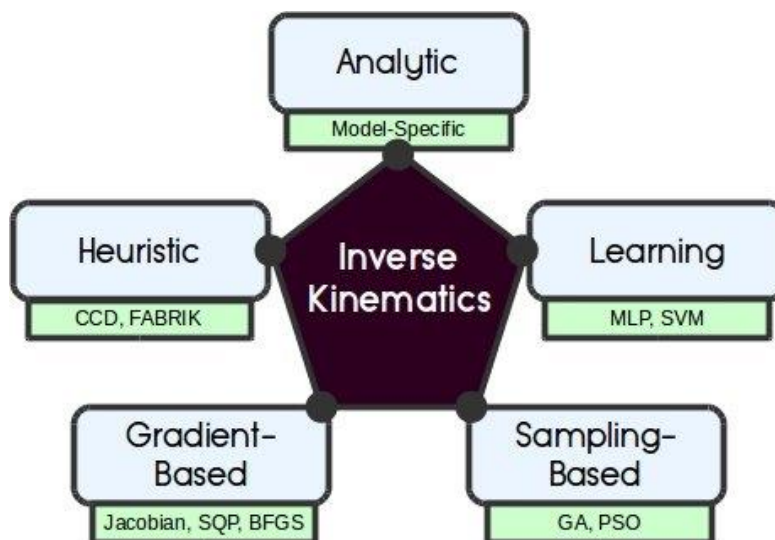 Analytic
Model-Specific
Heuristic
CCD, FABRIK
Inverse
Kinematics
Learning
MLP, SVM
Gradient-
Based
Jacobian, SQP, BFGS
Sampling-
Based
GA, PSO